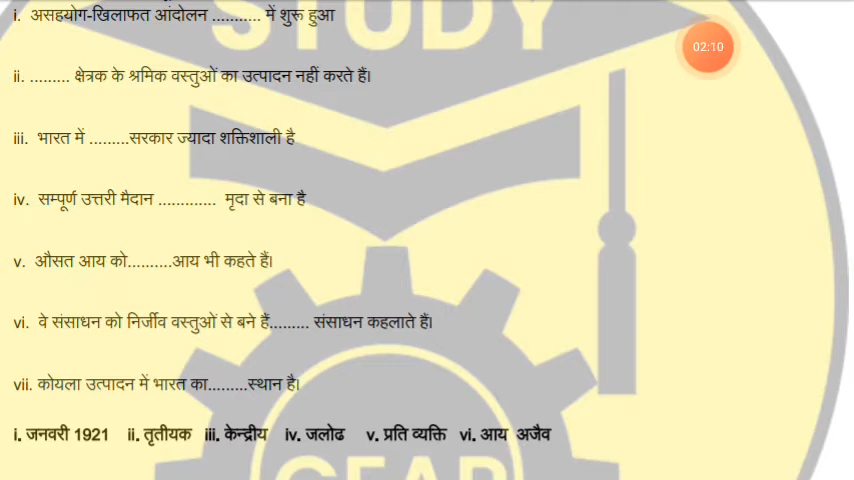 STUDY
i. असहयोग-खिलाफत आंदोलन ........... में शुरू हुआ
02:10
ii. ......... क्षेत्रक के श्रमिक वस्तुओं का उत्पादन नहीं करते हैं।
iii. भारत में .........सरकार ज्यादा शक्तिशाली है
iv. सम्पूर्ण उत्तरी मैदान ............. मृदा से बना है
v. औसत आय को..........आय भी कहते हैं।
vi. वे संसाधन को निर्जीव वस्तुओं से बने हैं......... संसाधन कहलाते हैं।
vii. कोयला उत्पादन में भारत का.........स्थान है।
i. जनवरी 1921 ii. तृतीयक iii. केन्द्रीय iv. जलोढ v. प्रति व्यक्ति vi. आय अजैव
GEAR